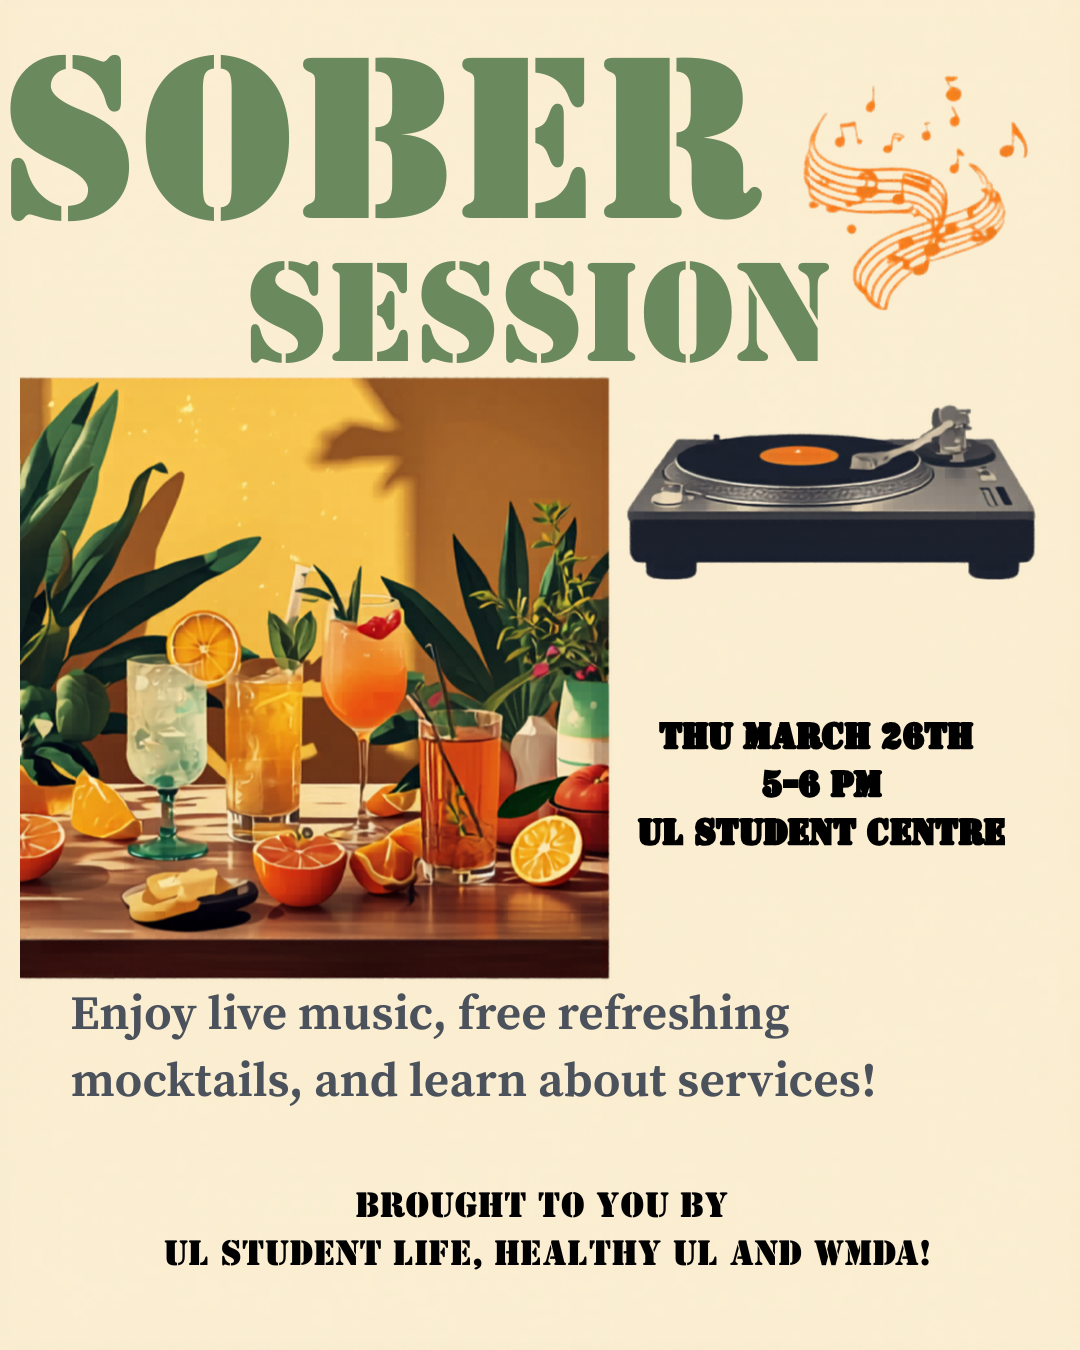 SOBER
SESSION
THU MARCH 26TH
5-6 PM
UL STUDENT CENTRE
Enjoy live music, free refreshing
mocktails, and learn about services!
BROUGHT TO YOU BY
UL STUDENT LIFE, HEALTHY UL AND WMDA!